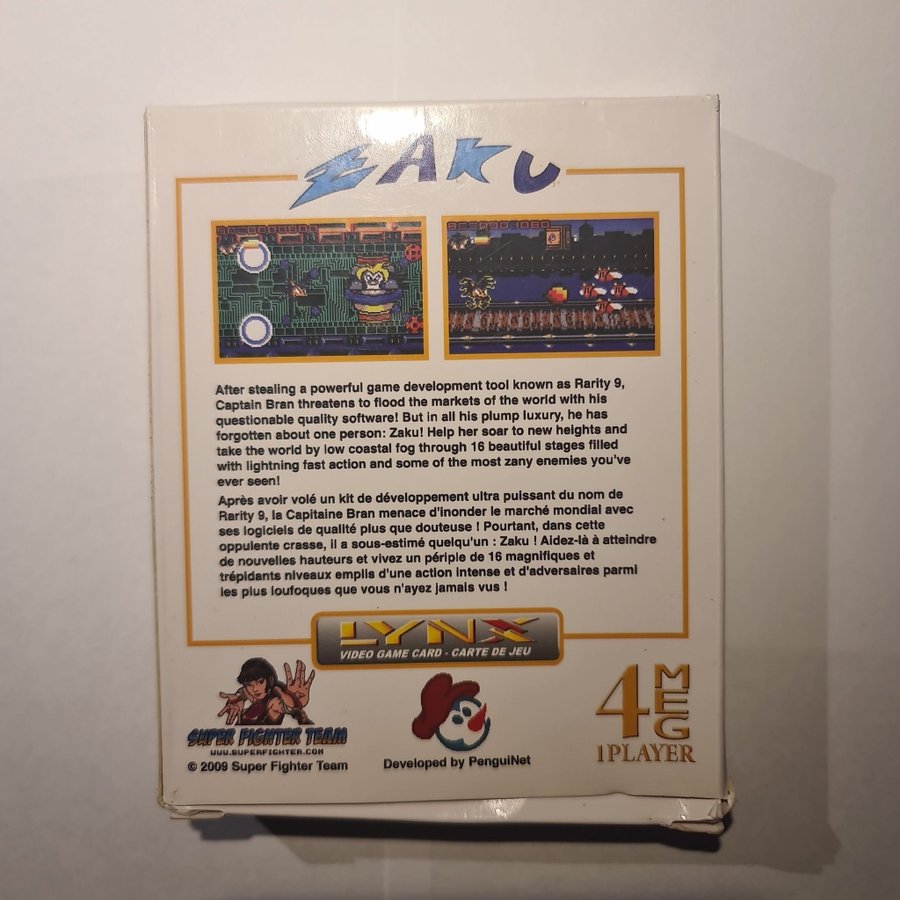 ZAKU
After stealing a powerful game development tool known as Rarity 9,
Captain Bran threatens to flood the markets of the world with his
questionable quality software! But in all his plump luxury, he has
forgotten about one person: Zaku! Help her soar to new heights and
take the world by low coastal fog through 16 beautiful stages filled
with lightning fast action and some of the most zany enemies you've
ever seen!
Après avoir volé un kit de développement ultra puissant du nom de
Rarity 9, la Capitaine Bran menace d'inonder le marché mondial avec
ses logiciels de qualité plus que douteuse ! Pourtant, dans cette
oppulente crasse, il a sous-estimé quelqu'un : Zaku ! Aidez-là à atteindre
de nouvelles hauteurs et vivez un périple de 16 magnifiques et
trépidants niveaux emplis d'une action intense et d'adversaires parmi
les plus loufoques que vous n'ayez jamais vus !
LYNX
VIDEO GAME CARD - CARTE DE JEU
SUPER FIGHTER TEAM
WWW.SUPERFIGHTER.COM
© 2009 Super Fighter Team
Developed by PenguiNet
4 MEG
1 PLAYER